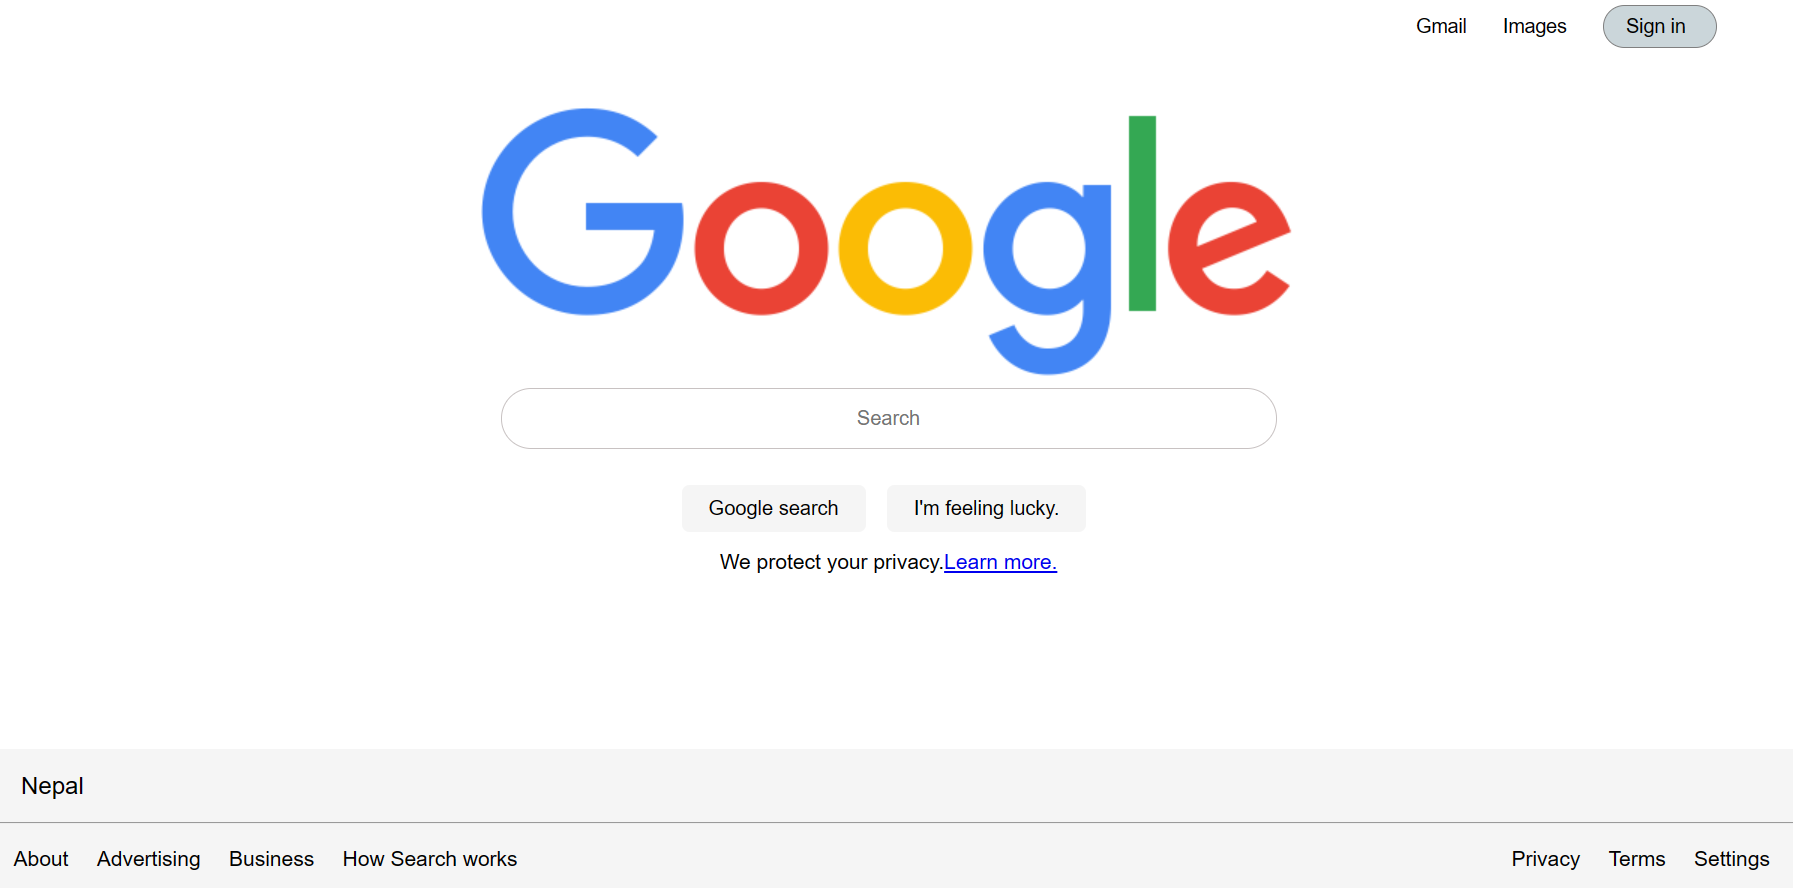 Gmail Images Sign in
Google
Search
Google search I'm feeling lucky.
We protect your privacy.Learn more.
Nepal
About Advertising Business How Search works Privacy Terms Settings